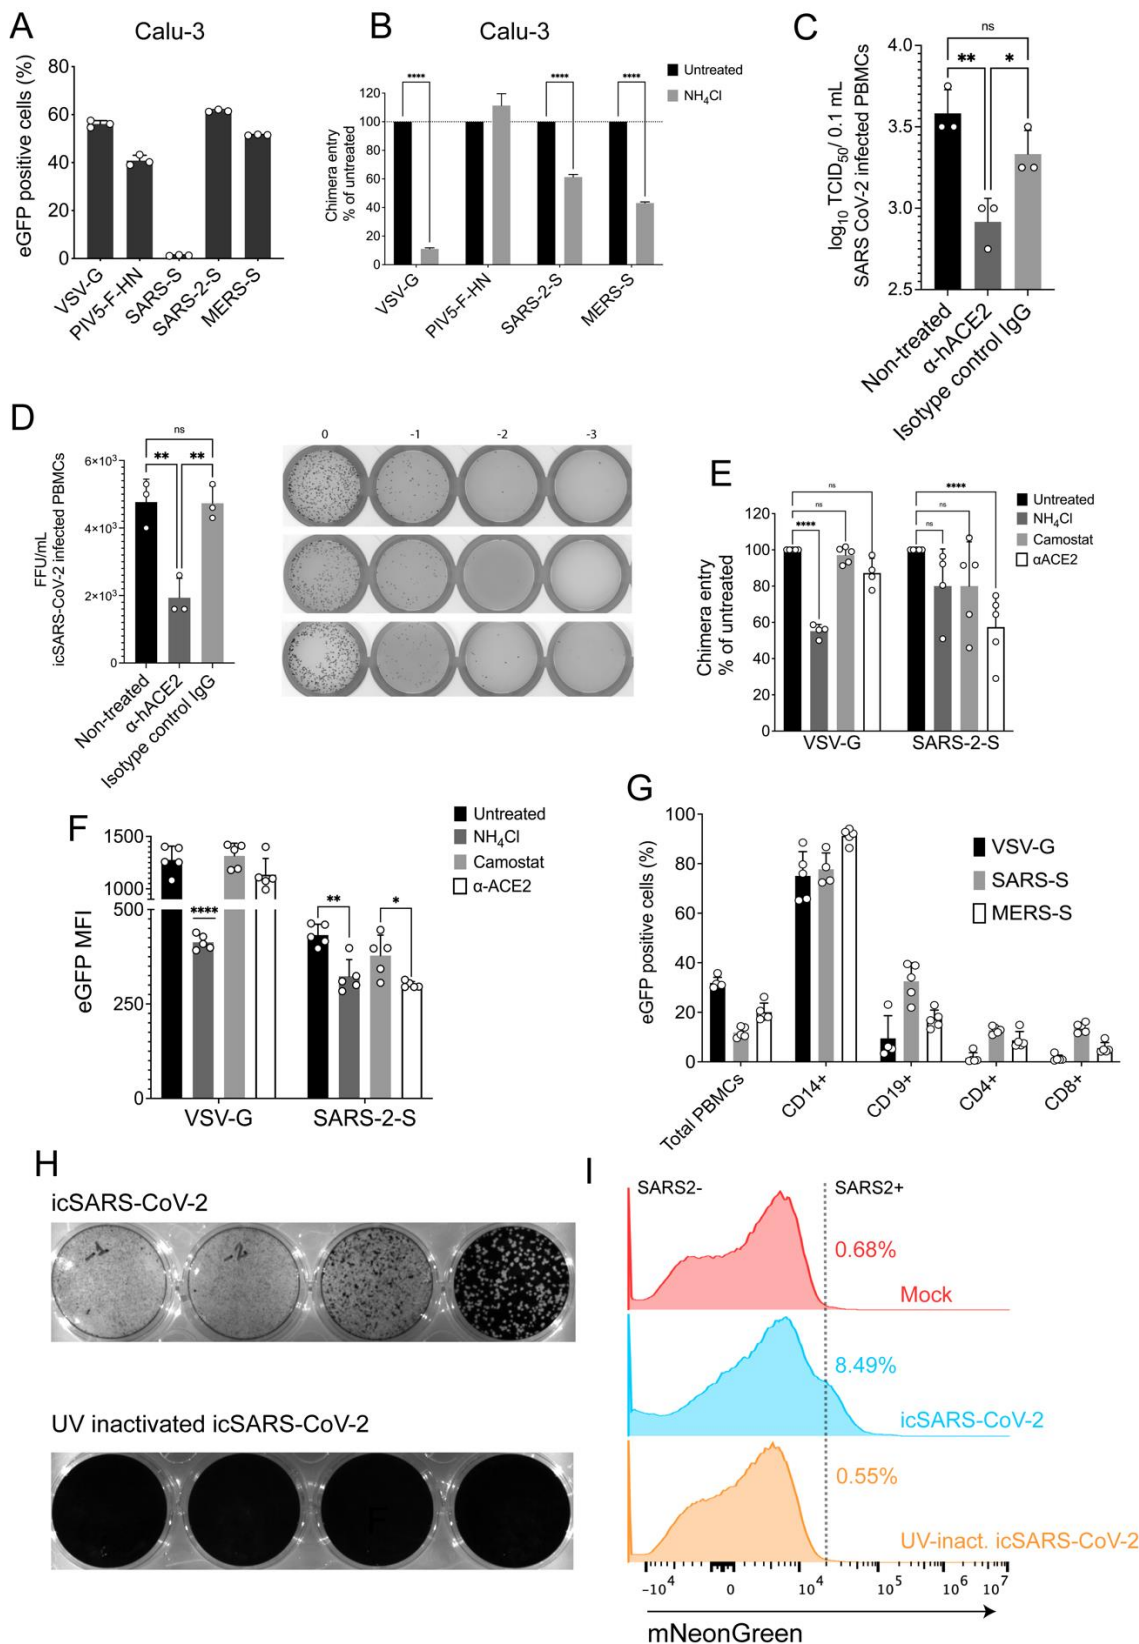 A
Calu-3
eGFP positive cells (%)
80
60
40
20
0
VSV-G
PIV5-F-HN
SARS-S
SARS-2-S
MERS-S
B
Calu-3
Untreated
NH4Cl
Chimera entry
% of untreated
120
100
80
60
40
20
0
****
****
****
VSV-G
PIV5-F-HN
SARS-2-S
MERS-S
C
log10 TCID50/ 0.1 mL
SARS CoV-2 infected PBMCs
4.0
3.5
3.0
2.5
ns
**
*
Non-treated
α-hACE2
Isotype control IgG
D
FFU/mL
icSARS-CoV-2 infected PBMCs
6×10³
4×10³
2×10³
0
ns
**
**
Non-treated
α-hACE2
Isotype control IgG
0 -1 -2 -3
E
Untreated
NH4Cl
Camostat
αACE2
Chimera entry
% of untreated
120
100
80
60
40
20
0
ns
ns
****
****
ns
ns
VSV-G
SARS-2-S
F
Untreated
NH4Cl
Camostat
α-ACE2
eGFP MFI
1500
1000
500
250
0
****
**
*
VSV-G
SARS-2-S
G
VSV-G
SARS-S
MERS-S
eGFP positive cells (%)
100
80
60
40
20
0
Total PBMCs
CD14+
CD19+
CD4+
CD8+
H
icSARS-CoV-2
-1
-2
UV inactivated icSARS-CoV-2
I
SARS2-
SARS2+
0.68%
Mock
8.49%
icSARS-CoV-2
0.55%
UV-inact. icSARS-CoV-2
-10⁴ 0 10⁴ 10⁵ 10⁶ 10⁷
mNeonGreen